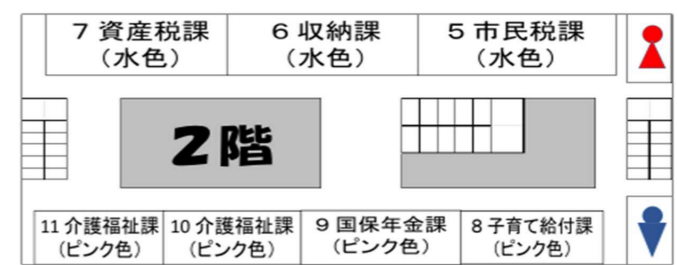 7 資産税課
(水色)
6 収納課
(水色)
5 市民税課
(水色)
2階
11 介護福祉課
(ピンク色)
10 介護福祉課
(ピンク色)
9 国保年金課
(ピンク色)
8 子育て給付課
(ピンク色)